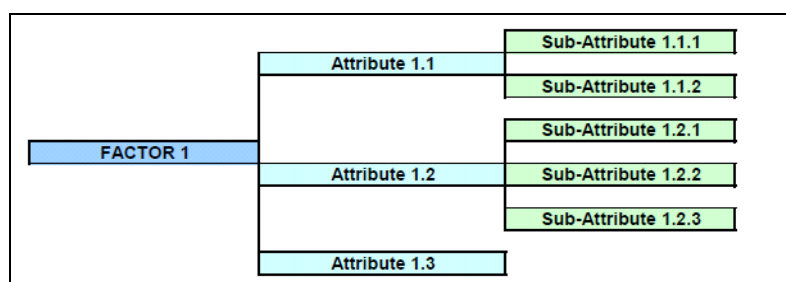 Sub-Attribute 1.1.1
Attribute 1.1
Sub-Attribute 1.1.2
Sub-Attribute 1.2.1
FACTOR 1
Attribute 1.2
Sub-Attribute 1.2.2
Sub-Attribute 1.2.3
Attribute 1.3